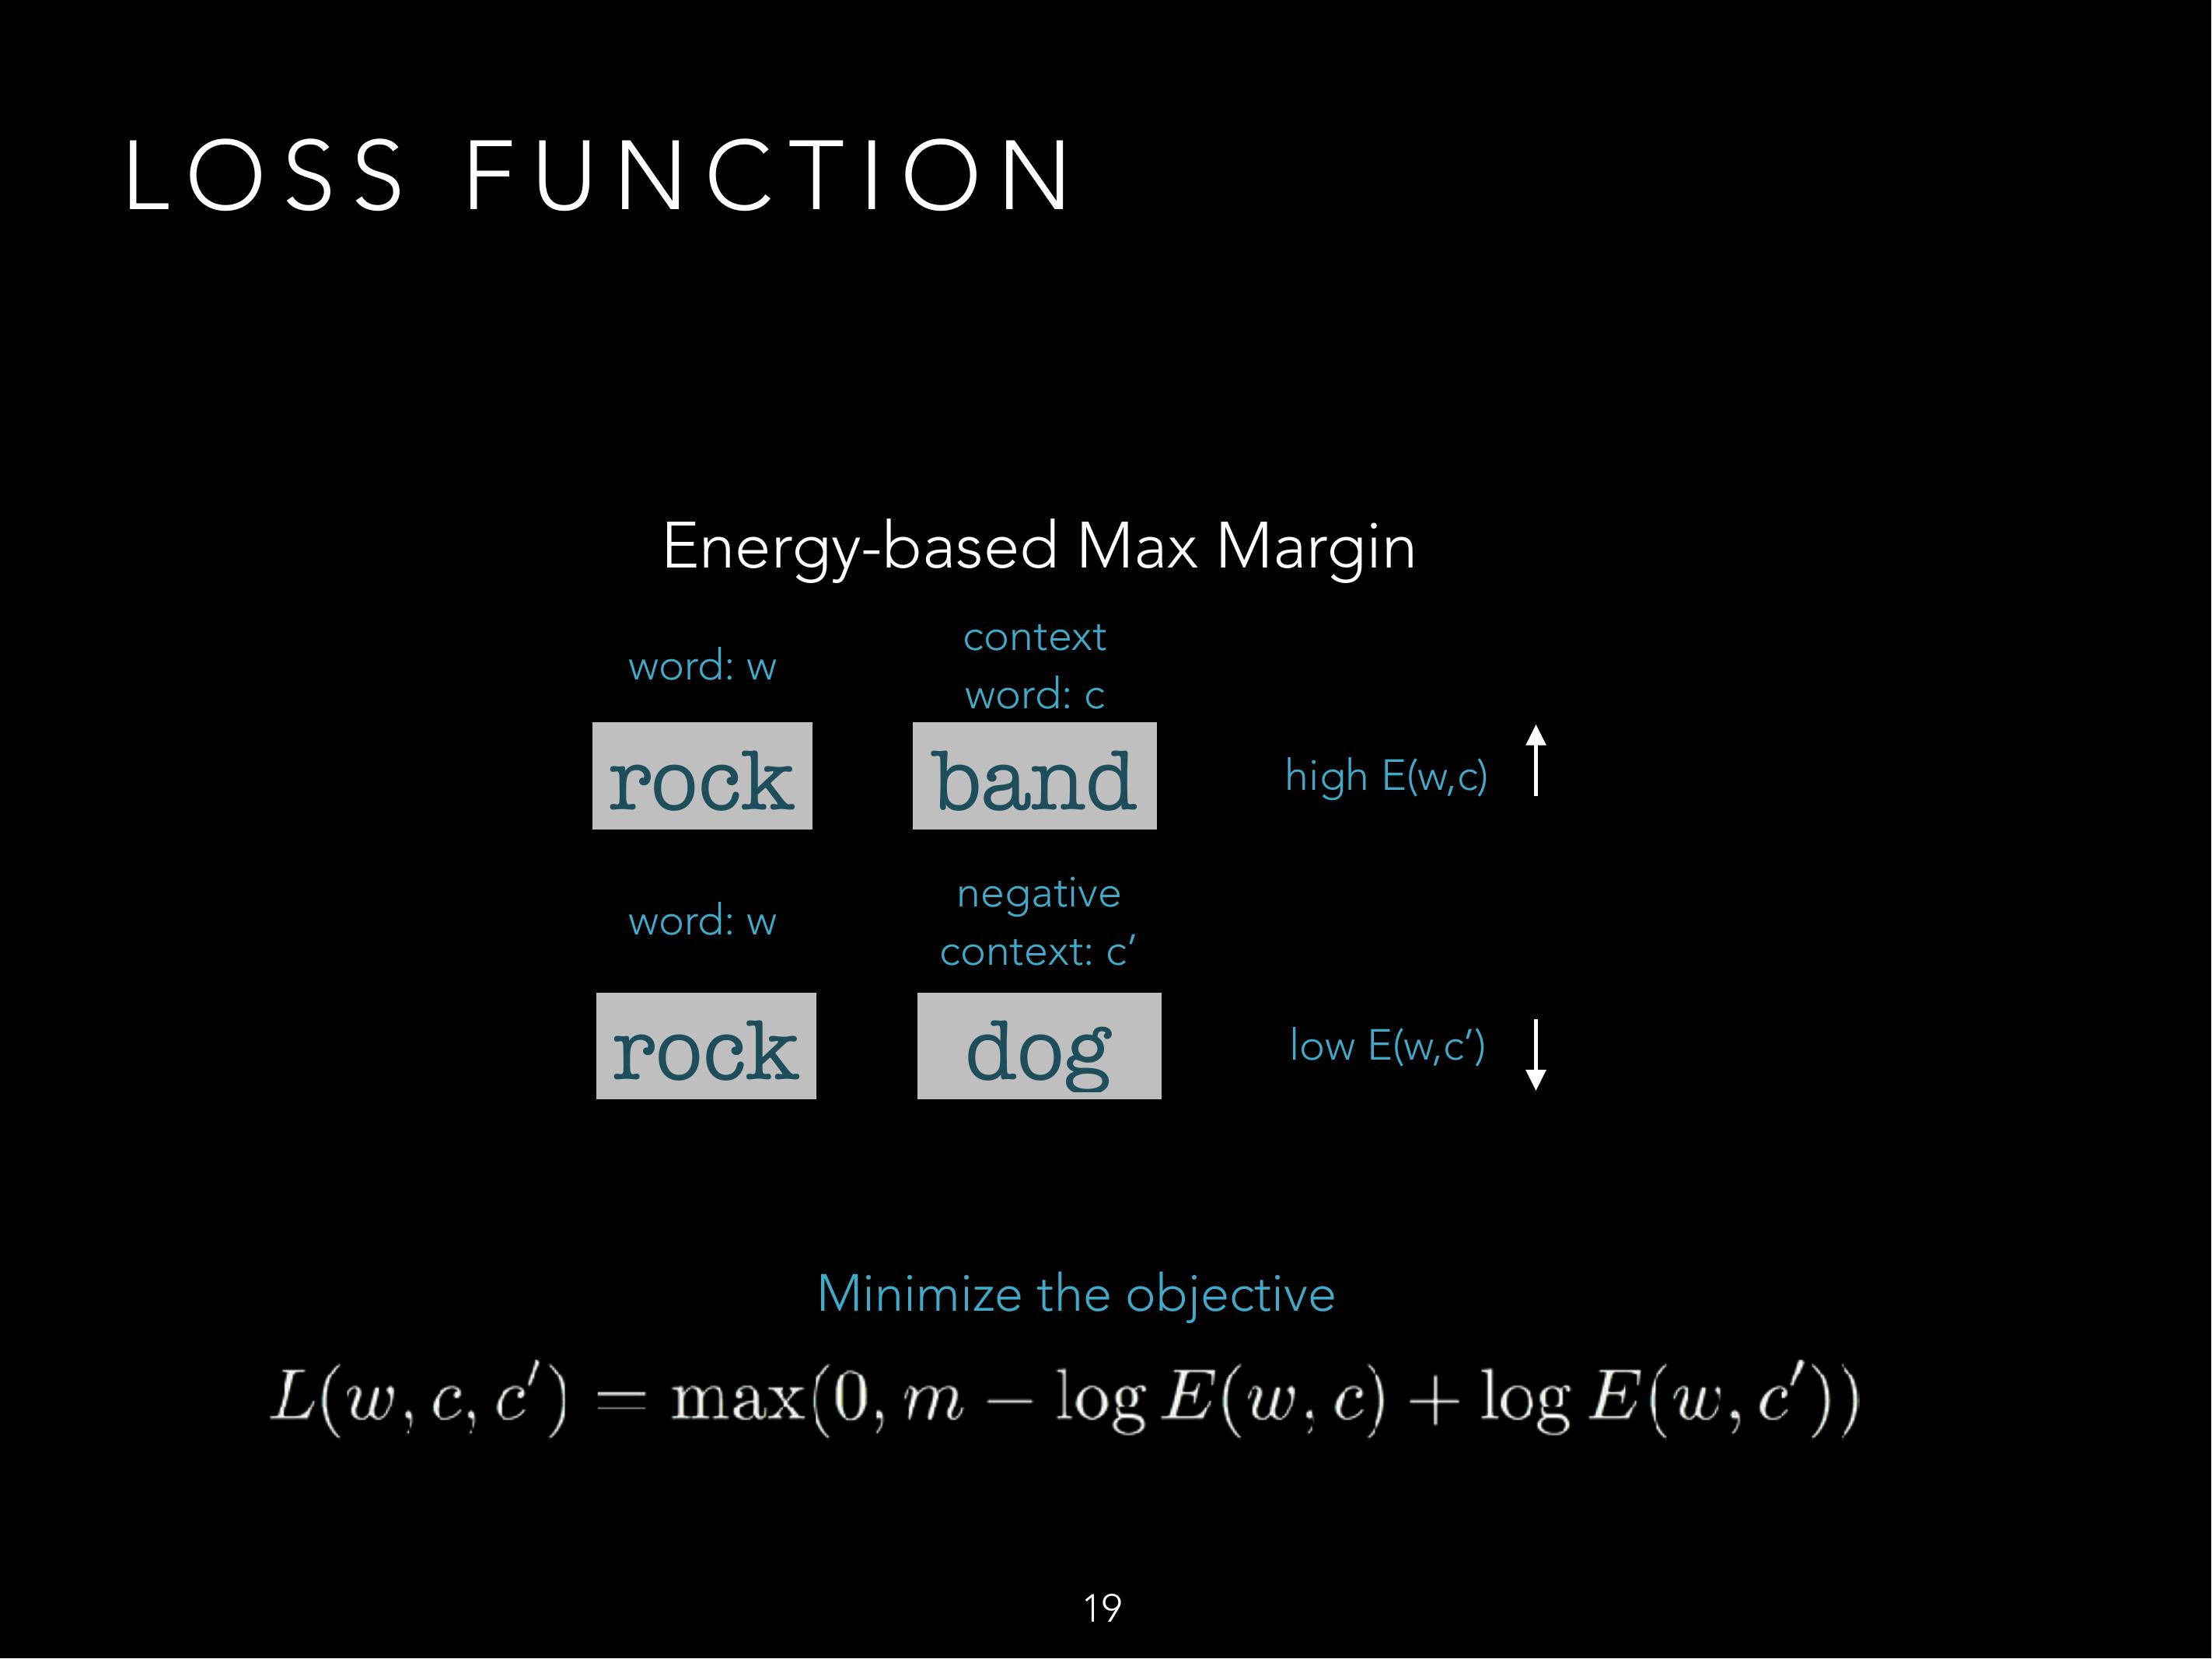 LOSS FUNCTION
Energy-based Max Margin
word: w
context
word: c
rock
band
high E(w,c)
word: w
negative
context: c’
rock
dog
low E(w,c’)
Minimize the objective
L(w, c, c′) = max(0, m − log E(w, c) + log E(w, c′))
19